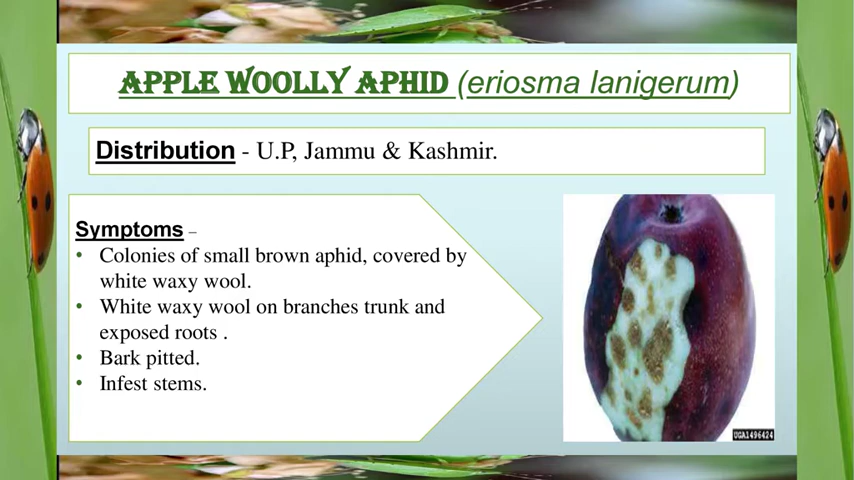 APPLE WOOLLY APHID (eriosma lanigerum)
Distribution - U.P, Jammu & Kashmir.
Symptoms –
• Colonies of small brown aphid, covered by
white waxy wool.
• White waxy wool on branches trunk and
exposed roots .
• Bark pitted.
• Infest stems.
UGA1496424